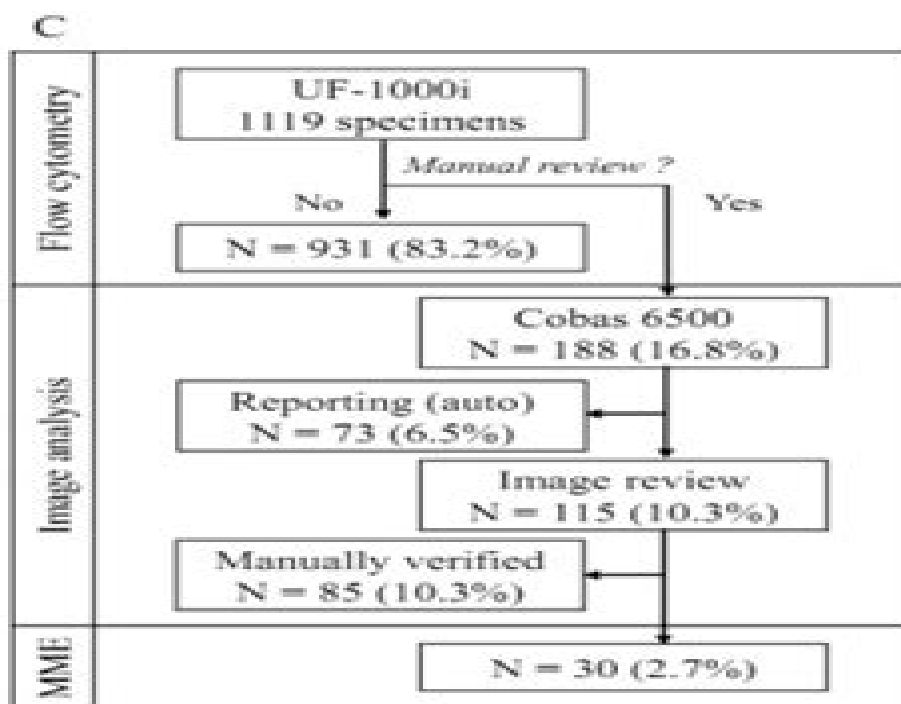 C
Flow cytometry
UF-1000i
1119 specimens
Manual review ?
No
Yes
N = 931 (83.2%)
Image analysis
Cobas 6500
N = 188 (16.8%)
Reporting (auto)
N = 73 (6.5%)
Image review
N = 115 (10.3%)
Manually verified
N = 85 (10.3%)
MME
N = 30 (2.7%)